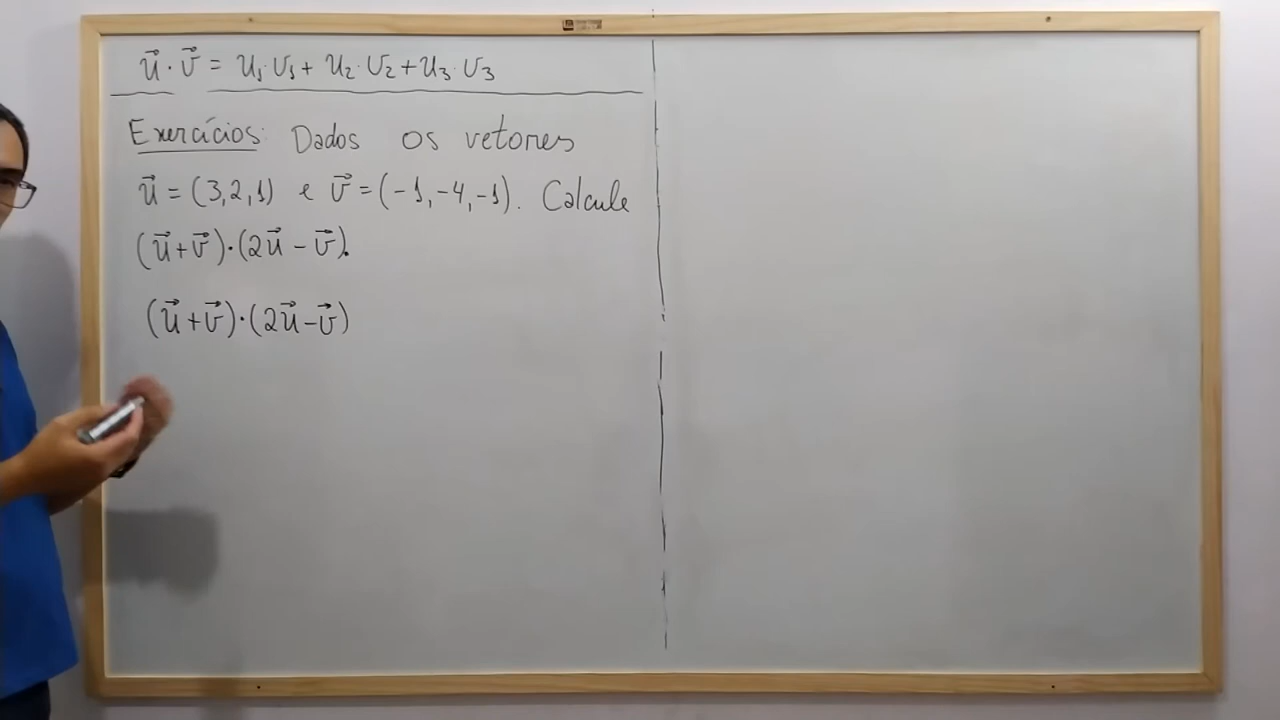 u⃗ · v⃗ = u₁·v₁ + u₂·v₂ + u₃·v₃
Exercícios: Dados os vetores
u⃗ = (3,2,1) e v⃗ = (-1,-4,-1). Calcule
(u⃗+v⃗)·(2u⃗ - v⃗).
(u⃗+v⃗)·(2u⃗-v⃗)